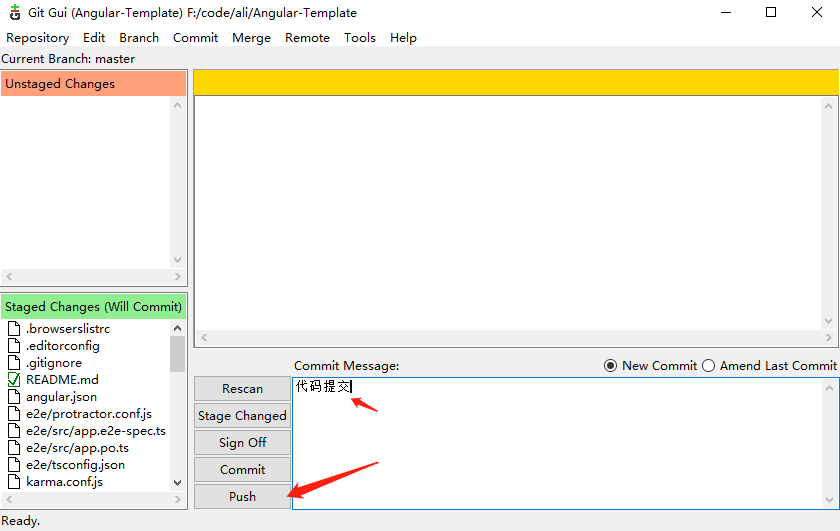 Git Gui (Angular-Template) F:/code/ali/Angular-Template
Repository Edit Branch Commit Merge Remote Tools Help
Current Branch: master
Unstaged Changes
Staged Changes (Will Commit)
.browserslistrc
.editorconfig
.gitignore
README.md
angular.json
e2e/protractor.conf.js
e2e/src/app.e2e-spec.ts
e2e/src/app.po.ts
e2e/tsconfig.json
karma.conf.js
Commit Message:
New Commit
Amend Last Commit
Rescan
Stage Changed
Sign Off
Commit
Push
代码提交
Ready.